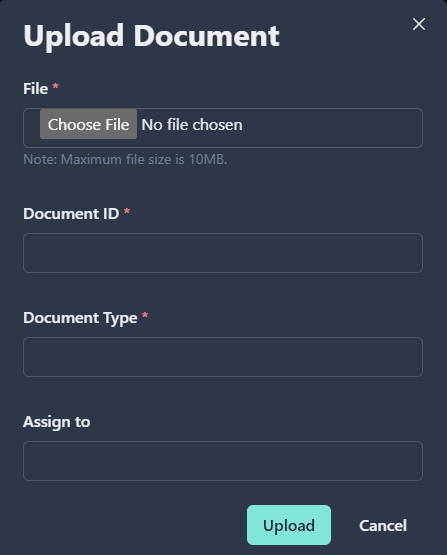 Upload Document
File *
Choose File No file chosen
Note: Maximum file size is 10MB.
Document ID *
Document Type *
Assign to
Upload Cancel